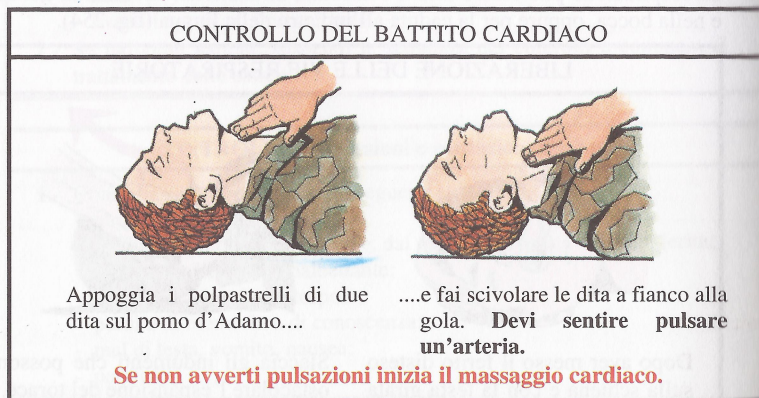 CONTROLLO DEL BATTITO CARDIACO
Appoggia i polpastrelli di due
dita sul pomo d'Adamo....
....e fai scivolare le dita a fianco alla
gola. Devi sentire pulsare
un'arteria.
Se non avverti pulsazioni inizia il massaggio cardiaco.